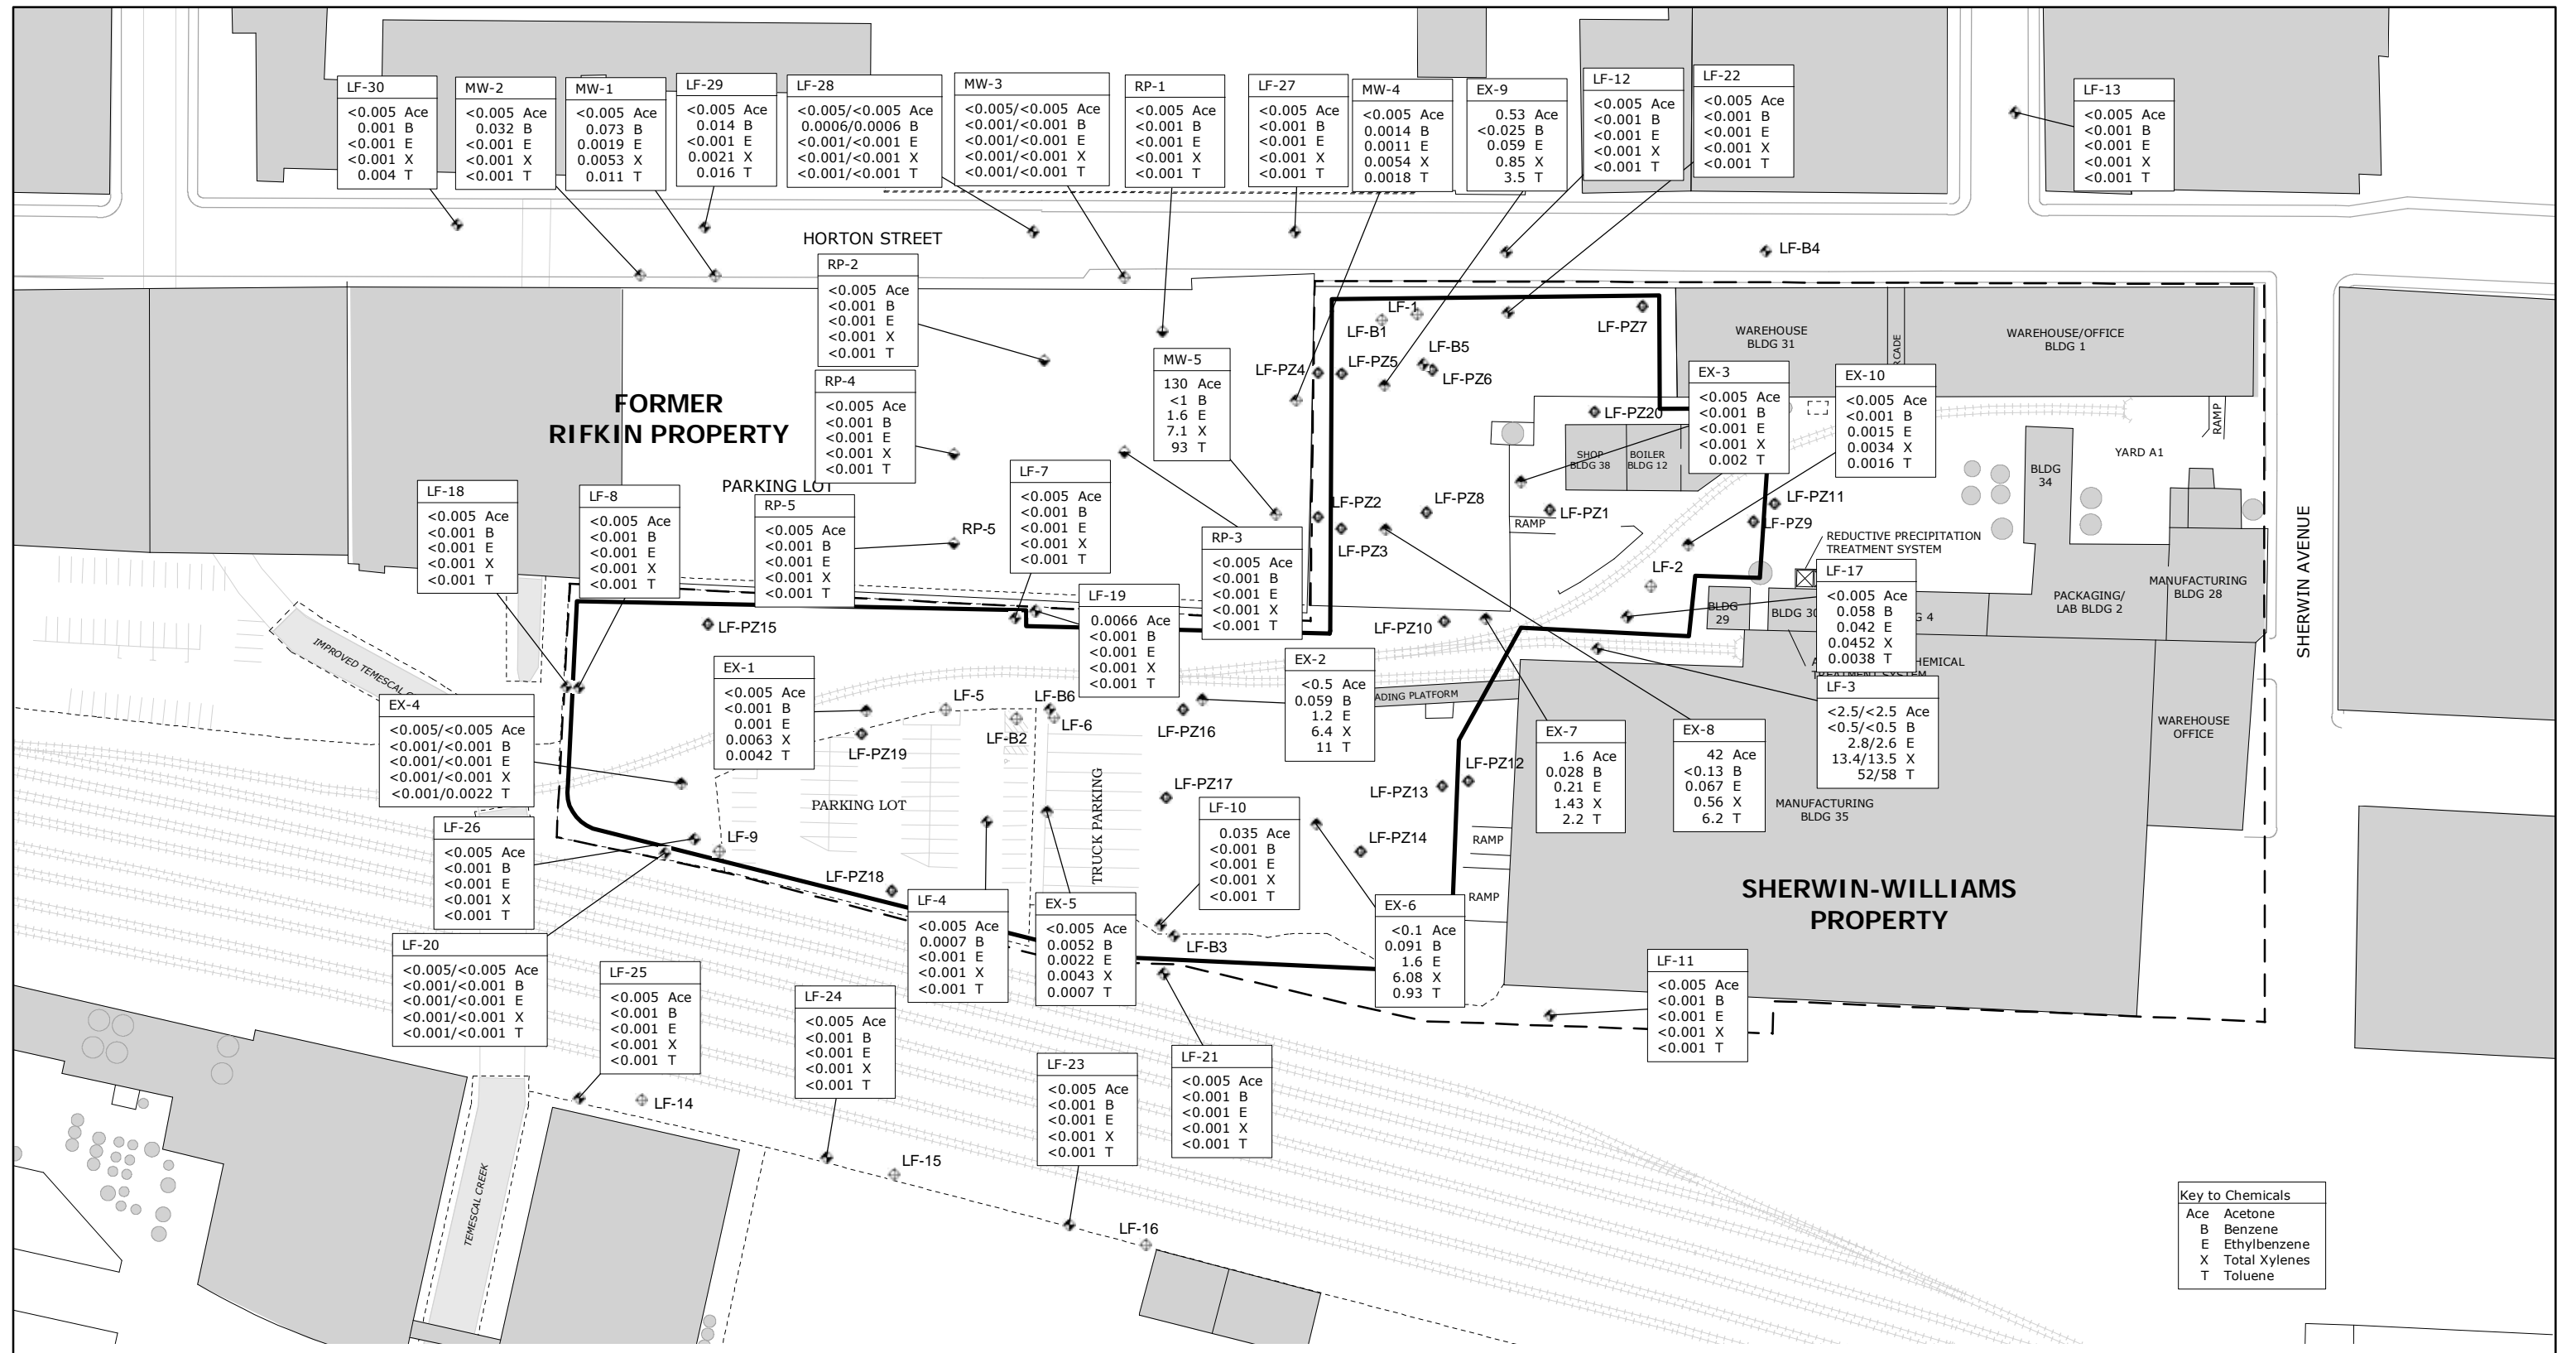 LF-30
<0.005 Ace
0.001 B
<0.001 E
<0.001 X
0.004 T
MW-2
<0.005 Ace
0.032 B
<0.001 E
<0.001 X
<0.001 T
MW-1
<0.005 Ace
0.073 B
0.0019 E
0.0053 X
0.011 T
LF-29
<0.005 Ace
0.014 B
<0.001 E
0.0021 X
0.016 T
LF-28
<0.005/<0.005 Ace
0.0006/0.0006 B
<0.001/<0.001 E
<0.001/<0.001 X
<0.001/<0.001 T
MW-3
<0.005/<0.005 Ace
<0.001/<0.001 B
<0.001/<0.001 E
<0.001/<0.001 X
<0.001/<0.001 T
RP-1
<0.005 Ace
<0.001 B
<0.001 E
<0.001 X
<0.001 T
LF-27
<0.005 Ace
<0.001 B
<0.001 E
<0.001 X
<0.001 T
MW-4
<0.005 Ace
0.0014 B
0.0011 E
0.0054 X
0.0018 T
EX-9
0.53 Ace
<0.025 B
0.059 E
0.85 X
3.5 T
LF-12
<0.005 Ace
<0.001 B
<0.001 E
<0.001 X
<0.001 T
LF-22
<0.005 Ace
<0.001 B
<0.001 E
<0.001 X
<0.001 T
LF-13
<0.005 Ace
<0.001 B
<0.001 E
<0.001 X
<0.001 T
HORTON STREET
LF-B4
RP-2
<0.005 Ace
<0.001 B
<0.001 E
<0.001 X
<0.001 T
LF-1
LF-B1
LF-PZ7
LF-B5
LF-PZ4
LF-PZ5
LF-PZ6
WAREHOUSE
BLDG 31
RCADE
WAREHOUSE/OFFICE
BLDG 1
FORMER
RIFKIN PROPERTY
RP-4
<0.005 Ace
<0.001 B
<0.001 E
<0.001 X
<0.001 T
MW-5
130 Ace
<1 B
1.6 E
7.1 X
93 T
LF-PZ20
EX-3
<0.005 Ace
<0.001 B
<0.001 E
<0.001 X
0.002 T
EX-10
<0.005 Ace
<0.001 B
0.0015 E
0.0034 X
0.0016 T
RAMP
YARD A1
SHOP
BLDG 38
BOILER
BLDG 12
BLDG
34
PARKING LOT
LF-18
<0.005 Ace
<0.001 B
<0.001 E
<0.001 X
<0.001 T
LF-8
<0.005 Ace
<0.001 B
<0.001 E
<0.001 X
<0.001 T
RP-5
<0.005 Ace
<0.001 B
<0.001 E
<0.001 X
<0.001 T
RP-5
LF-7
<0.005 Ace
<0.001 B
<0.001 E
<0.001 X
<0.001 T
LF-PZ2
LF-PZ8
LF-PZ3
RAMP
LF-PZ1
LF-PZ11
LF-PZ9
REDUCTIVE PRECIPITATION
TREATMENT SYSTEM
SHERWIN AVENUE
RP-3
<0.005 Ace
<0.001 B
<0.001 E
<0.001 X
<0.001 T
LF-2
LF-17
<0.005 Ace
0.058 B
0.042 E
0.0452 X
0.0038 T
BLDG
29
BLDG 30
G 4
PACKAGING/
LAB BLDG 2
MANUFACTURING
BLDG 28
LF-PZ15
LF-19
0.0066 Ace
<0.001 B
<0.001 E
<0.001 X
<0.001 T
LF-PZ10
IMPROVED TEMESCAL C
HEMICAL
TREATMENT SYSTEM
EX-1
<0.005 Ace
<0.001 B
0.001 E
0.0063 X
0.0042 T
EX-2
<0.5 Ace
0.059 B
1.2 E
6.4 X
11 T
ADING PLATFORM
LF-3
<2.5/<2.5 Ace
<0.5/<0.5 B
2.8/2.6 E
13.4/13.5 X
52/58 T
WAREHOUSE
OFFICE
EX-4
<0.005/<0.005 Ace
<0.001/<0.001 B
<0.001/<0.001 E
<0.001/<0.001 X
<0.001/0.0022 T
LF-5
LF-B6
LF-6
LF-B2
LF-PZ16
LF-PZ19
EX-7
1.6 Ace
0.028 B
0.21 E
1.43 X
2.2 T
EX-8
42 Ace
<0.13 B
0.067 E
0.56 X
6.2 T
LF-PZ12
LF-PZ13
LF-PZ17
PARKING LOT
TRUCK PARKING
LF-10
0.035 Ace
<0.001 B
<0.001 E
<0.001 X
<0.001 T
MANUFACTURING
BLDG 35
LF-26
<0.005 Ace
<0.001 B
<0.001 E
<0.001 X
<0.001 T
LF-9
LF-PZ14
RAMP
LF-PZ18
RAMP
SHERWIN-WILLIAMS
PROPERTY
LF-4
<0.005 Ace
0.0007 B
<0.001 E
<0.001 X
<0.001 T
EX-5
<0.005 Ace
0.0052 B
0.0022 E
0.0043 X
0.0007 T
EX-6
<0.1 Ace
0.091 B
1.6 E
6.08 X
0.93 T
LF-B3
LF-20
<0.005/<0.005 Ace
<0.001/<0.001 B
<0.001/<0.001 E
<0.001/<0.001 X
<0.001/<0.001 T
LF-25
<0.005 Ace
<0.001 B
<0.001 E
<0.001 X
<0.001 T
LF-24
<0.005 Ace
<0.001 B
<0.001 E
<0.001 X
<0.001 T
LF-11
<0.005 Ace
<0.001 B
<0.001 E
<0.001 X
<0.001 T
LF-23
<0.005 Ace
<0.001 B
<0.001 E
<0.001 X
<0.001 T
LF-21
<0.005 Ace
<0.001 B
<0.001 E
<0.001 X
<0.001 T
LF-14
LF-15
LF-16
TEMESCAL CREEK
Key to Chemicals
Ace Acetone
B Benzene
E Ethylbenzene
X Total Xylenes
T Toluene